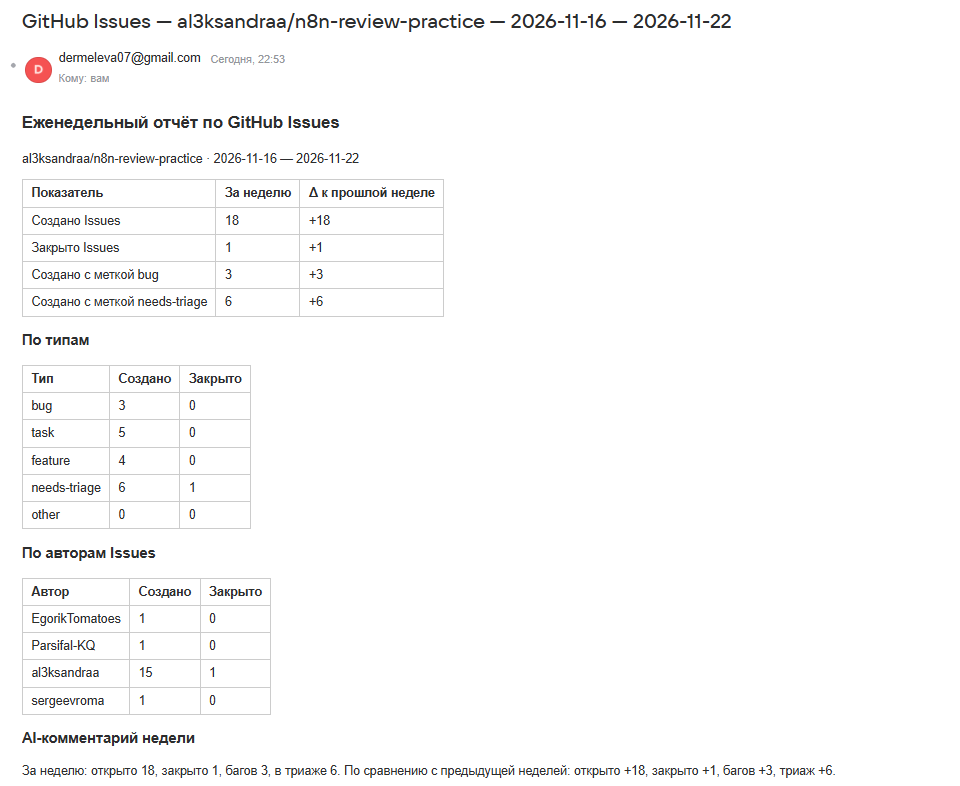 GitHub Issues — al3ksandraa/n8n-review-practice — 2026-11-16 — 2026-11-22
D
dermeleva07@gmail.com Сегодня, 22:53
Кому: вам
Еженедельный отчёт по GitHub Issues
al3ksandraa/n8n-review-practice · 2026-11-16 — 2026-11-22
Показатель За неделю Δ к прошлой неделе
Создано Issues 18 +18
Закрыто Issues 1 +1
Создано с меткой bug 3 +3
Создано с меткой needs-triage 6 +6
По типам
Тип Создано Закрыто
bug 3 0
task 5 0
feature 4 0
needs-triage 6 1
other 0 0
По авторам Issues
Автор Создано Закрыто
EgorikTomatoes 1 0
Parsifal-KQ 1 0
al3ksandraa 15 1
sergeevroma 1 0
AI-комментарий недели
За неделю: открыто 18, закрыто 1, багов 3, в триаже 6. По сравнению с предыдущей неделей: открыто +18, закрыто +1, багов +3, триаж +6.